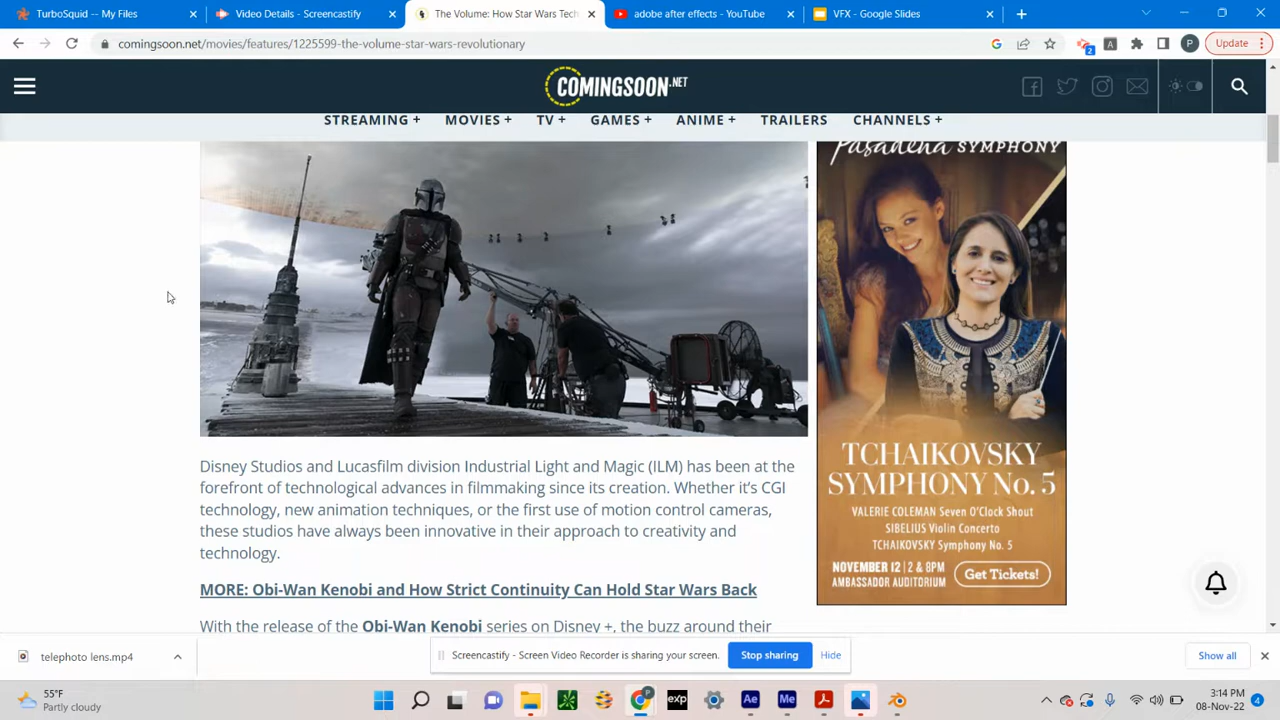 TurboSquid — My Files
Video Details - Screencastify
The Volume: How Star Wars Tech
adobe after effects - YouTube
VFX - Google Slides
comingsoon.net/movies/features/1225599-the-volume-star-wars-revolutionary
2
A
P
Update
COMINGSOON.NET
STREAMING +
MOVIES +
TV +
GAMES +
ANIME +
TRAILERS
CHANNELS +
Pasadena SYMPHONY
TCHAIKOVSKY
SYMPHONY No. 5
VALERIE COLEMAN Seven O'Clock Shout
SIBELIUS Violin Concerto
TCHAIKOVSKY Symphony No. 5
NOVEMBER 12 | 2 & 8PM
AMBASSADOR AUDITORIUM
Get Tickets!
Disney Studios and Lucasfilm division Industrial Light and Magic (ILM) has been at the
forefront of technological advances in filmmaking since its creation. Whether it's CGI
technology, new animation techniques, or the first use of motion control cameras,
these studios have always been innovative in their approach to creativity and
technology.
MORE: Obi-Wan Kenobi and How Strict Continuity Can Hold Star Wars Back
With the release of the Obi-Wan Kenobi series on Disney +, the buzz around their
telephoto lens.mp4
Screencastify - Screen Video Recorder is sharing your screen.
Stop sharing
Hide
Show all
55°F
Partly cloudy
P
exp
Ae
Me
3:14 PM
08-Nov-22
4